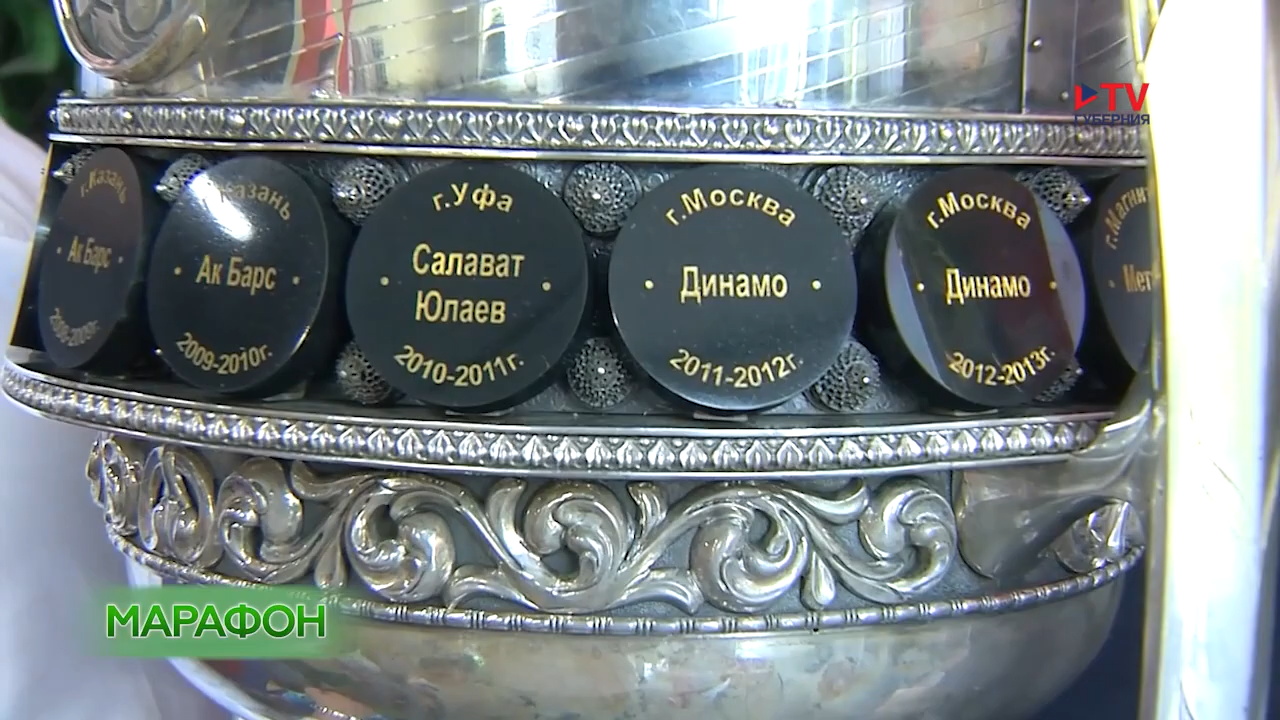 TV
ГУБЕРНИЯ
г.Казань
Ак Барс
г.Казань
Ак Барс
2009-2010г.
г.Уфа
Салават
Юлаев
2010-2011г.
г.Москва
Динамо
2011-2012г.
г.Москва
Динамо
2012-2013г.
МАРАФОН